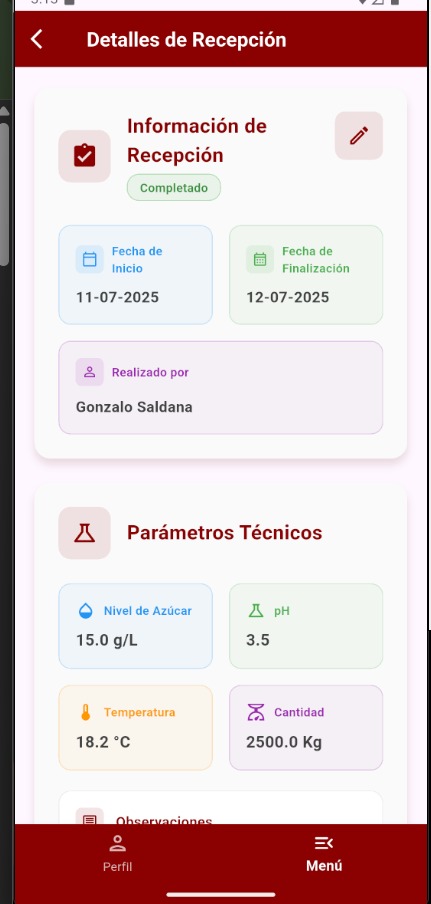 Detalles de Recepción
Información de
Recepción
Completado
Fecha de
Inicio
11-07-2025
Fecha de
Finalización
12-07-2025
Realizado por
Gonzalo Saldana
Parámetros Técnicos
Nivel de Azúcar
15.0 g/L
pH
3.5
Temperatura
18.2 °C
Cantidad
2500.0 Kg
Observaciones
Perfil
Menú